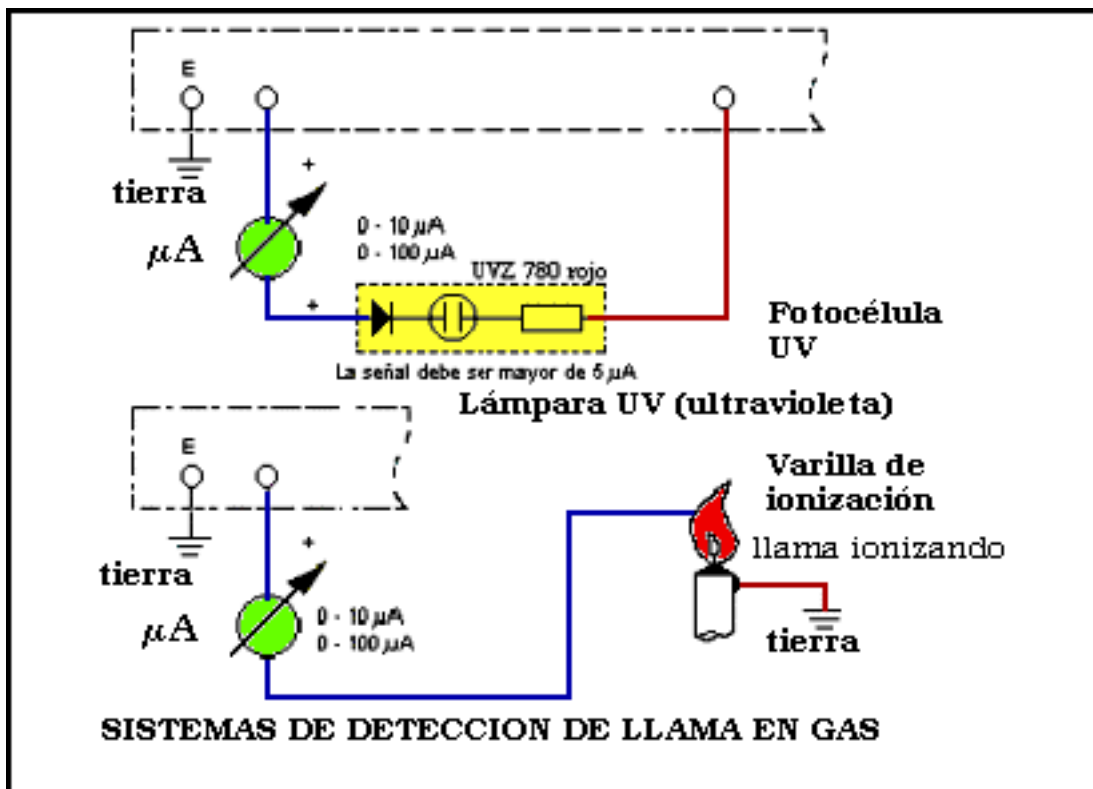 E
tierra
+
µA
0 - 10 µA
0 - 100 µA
UVZ 780 rojo
+
Fotocélula
UV
La señal debe ser mayor de 5 µA
Lámpara UV (ultravioleta)
E
tierra
+
µA
0 - 10 µA
0 - 100 µA
Varilla de
ionización
llama ionizando
tierra
SISTEMAS DE DETECCION DE LLAMA EN GAS